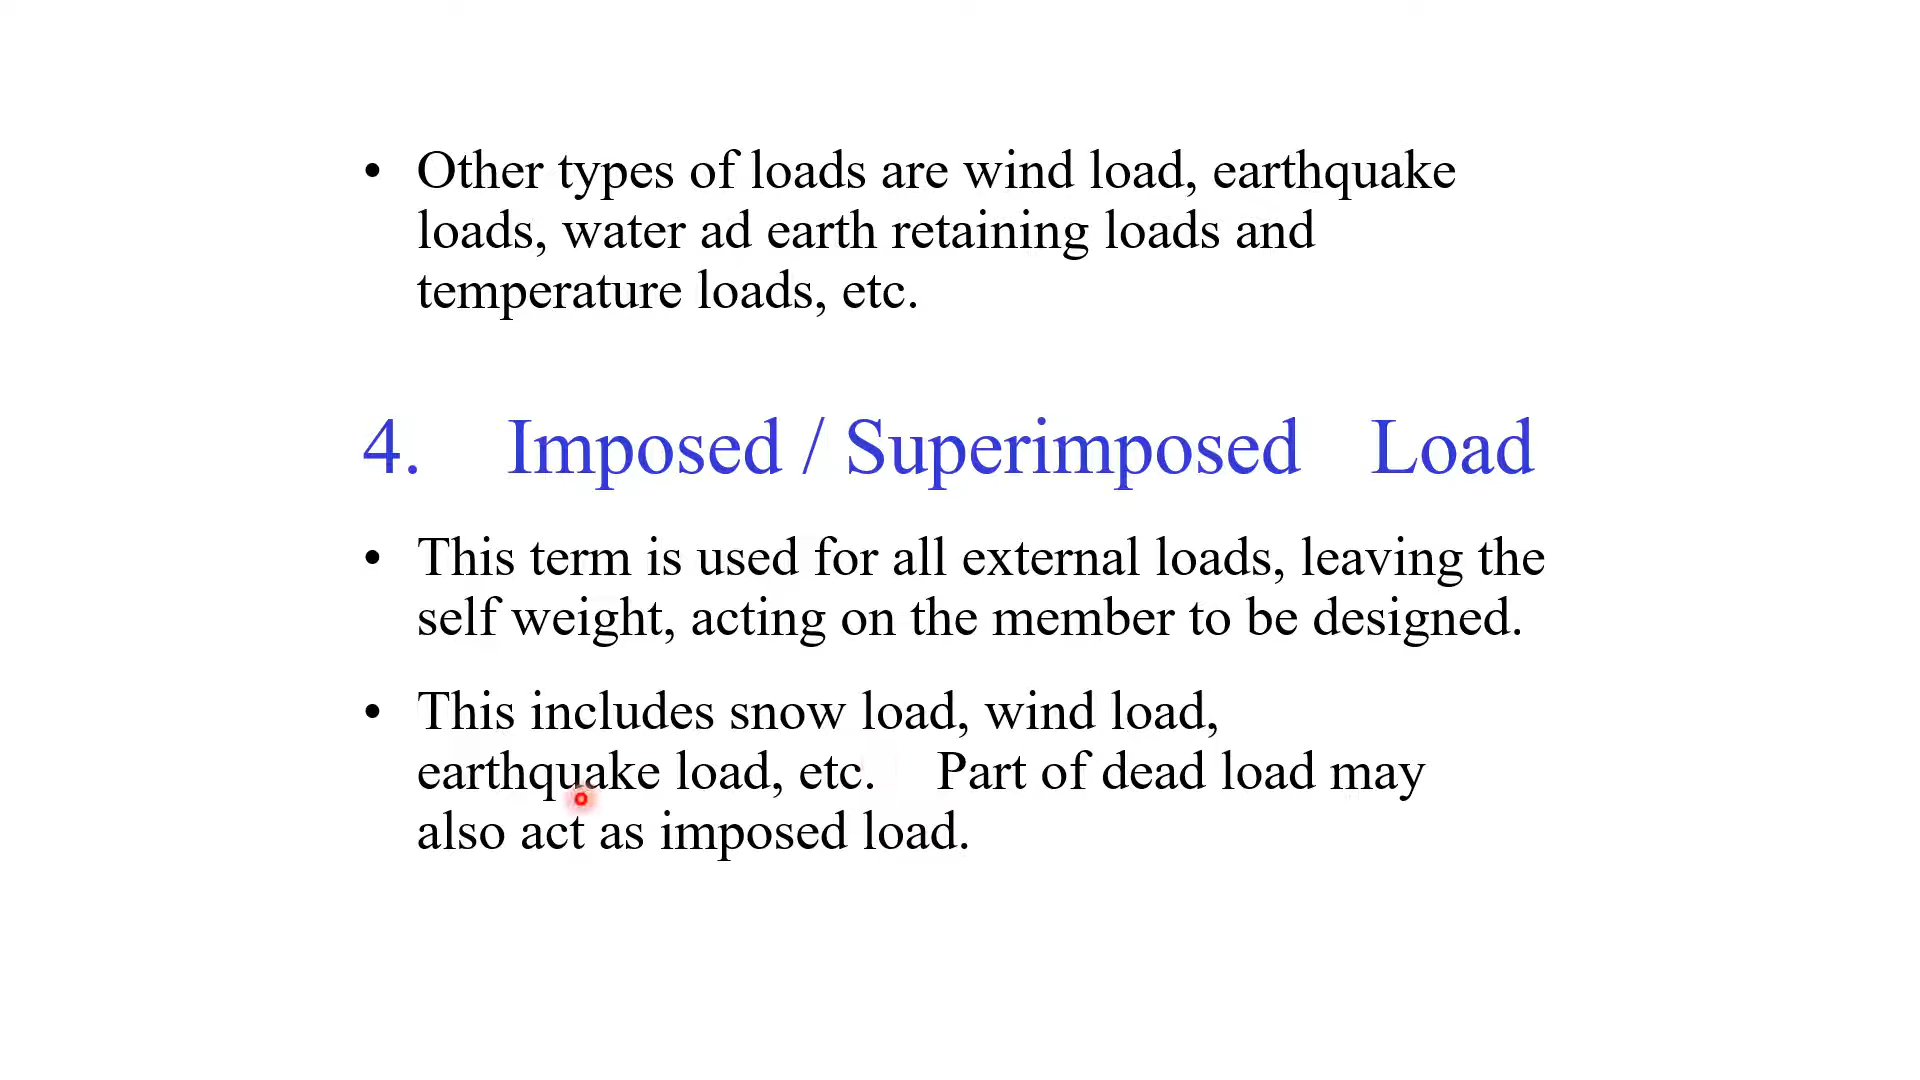 • Other types of loads are wind load, earthquake
loads, water ad earth retaining loads and
temperature loads, etc.
4. Imposed / Superimposed Load
• This term is used for all external loads, leaving the
self weight, acting on the member to be designed.
• This includes snow load, wind load,
earthquake load, etc. Part of dead load may
also act as imposed load.